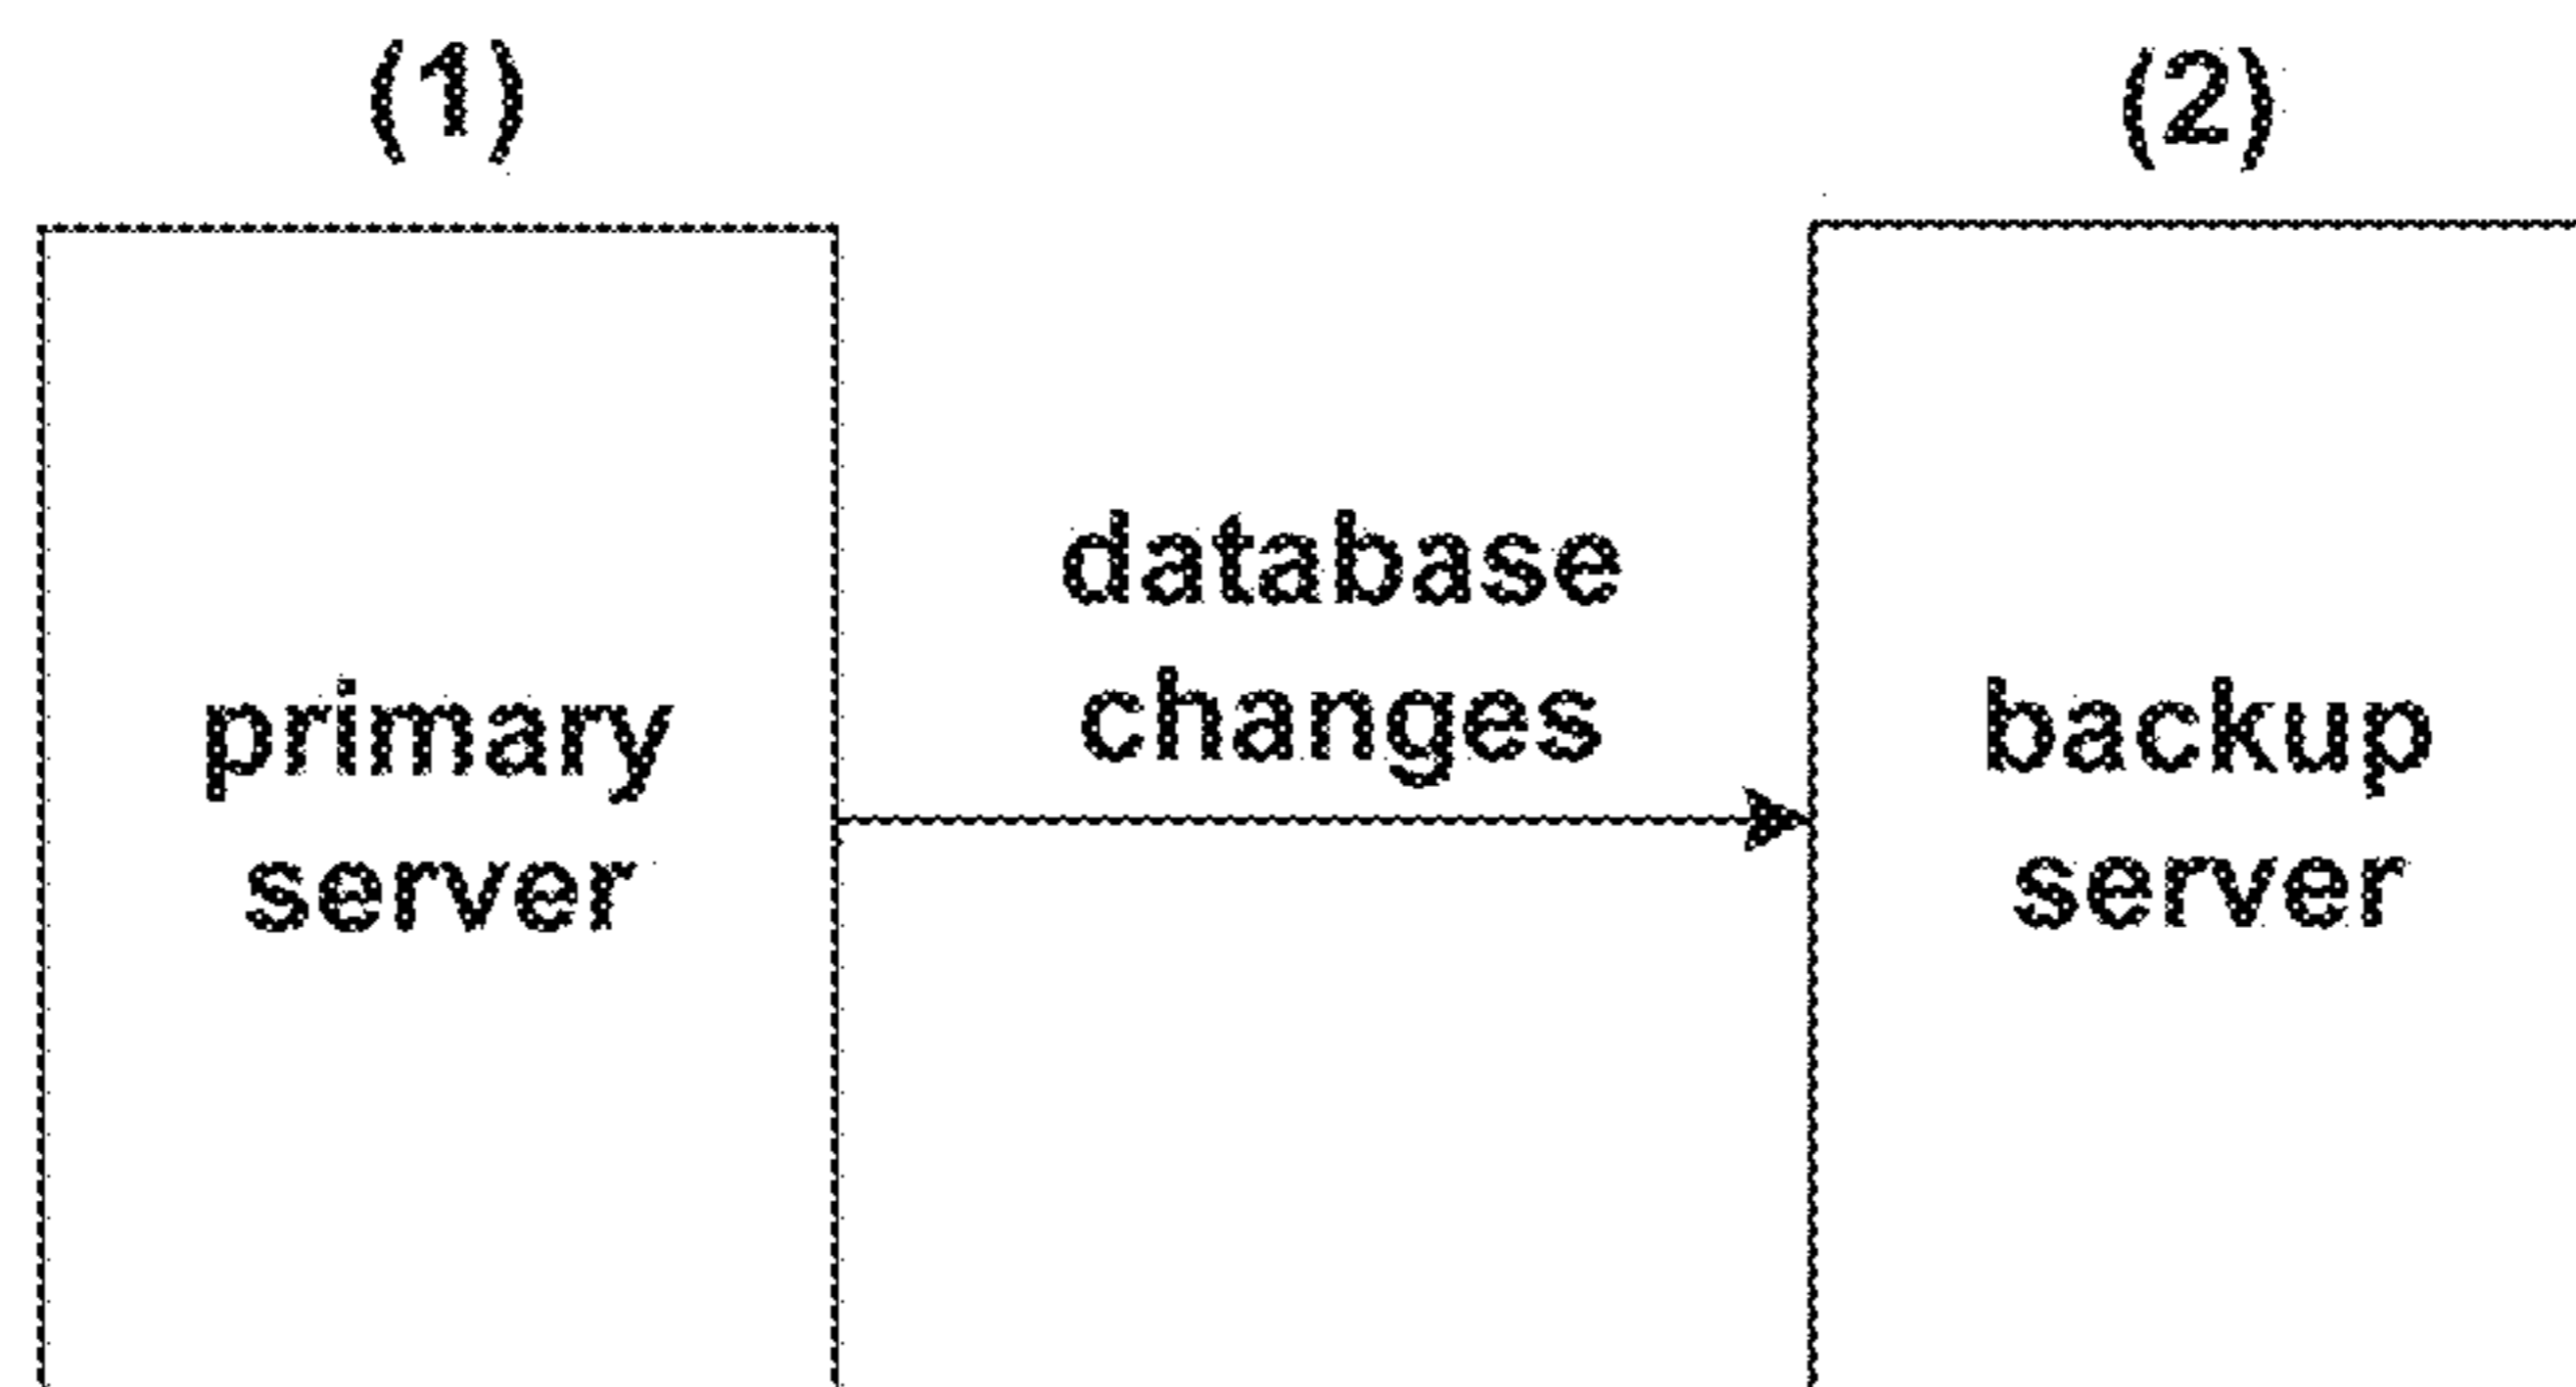 (1)
(2)
database
changes
primary
server
backup
server